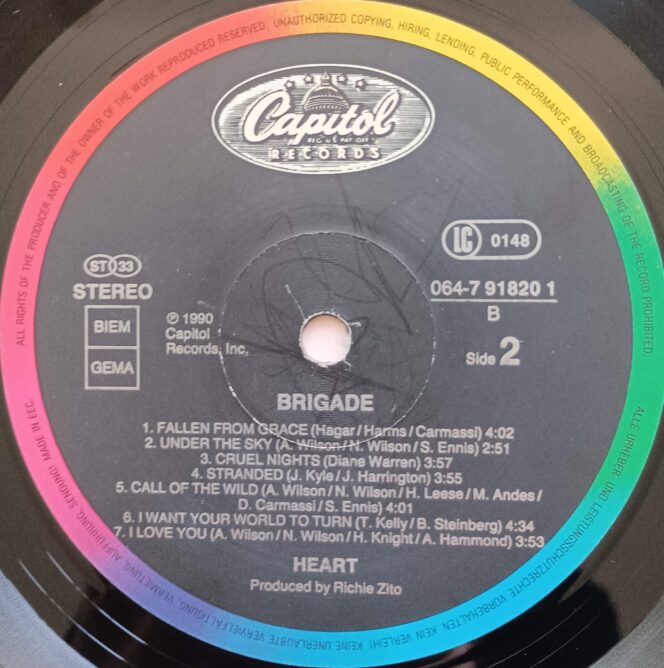 ALL RIGHTS OF THE PRODUCER AND OF THE OWNER OF THE WORK REPRODUCED RESERVED. UNAUTHORIZED COPYING, HIRING, LENDING, PUBLIC PERFORMANCE AND BROADCASTING OF THE RECORD PROHIBITED.
Capitol
REG. U.S. PAT. OFF.
RECORDS
LC 0148
ST 33
STEREO
064-7 91820 1
B
BIEM
GEMA
℗ 1990
Capitol
Records, Inc.
Side 2
BRIGADE
1. FALLEN FROM GRACE (Hagar/Harms/Carmassi) 4:02
2. UNDER THE SKY (A. Wilson/N. Wilson/S. Ennis) 2:51
3. CRUEL NIGHTS (Diane Warren) 3:57
4. STRANDED (J. Kyle/J. Harrington) 3:55
5. CALL OF THE WILD (A. Wilson/N. Wilson/H. Leese/M. Andes/
D. Carmassi/S. Ennis) 4:01
6. I WANT YOUR WORLD TO TURN (T. Kelly/B. Steinberg) 4:34
7. I LOVE YOU (A. Wilson/N. Wilson/H. Knight/A. Hammond) 3:53
HEART
Produced by Richie Zito
ALLE URHEBER- UND LEISTUNGSSCHUTZRECHTE VORBEHALTEN. KEIN VERLEIH! KEINE UNERLAUBTE VERVIELFÄLTIGUNG, VERMIETUNG, AUFFÜHRUNG, SENDUNG! MADE IN EEC.